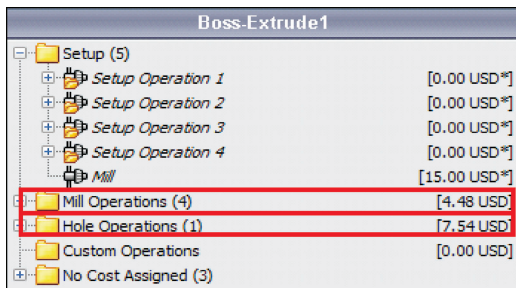 Boss-Extrude1
Setup (5)
Setup Operation 1 [0.00 USD*]
Setup Operation 2 [0.00 USD*]
Setup Operation 3 [0.00 USD*]
Setup Operation 4 [0.00 USD*]
Mill [15.00 USD*]
Mill Operations (4) [4.48 USD]
Hole Operations (1) [7.54 USD]
Custom Operations [0.00 USD]
No Cost Assigned (3)